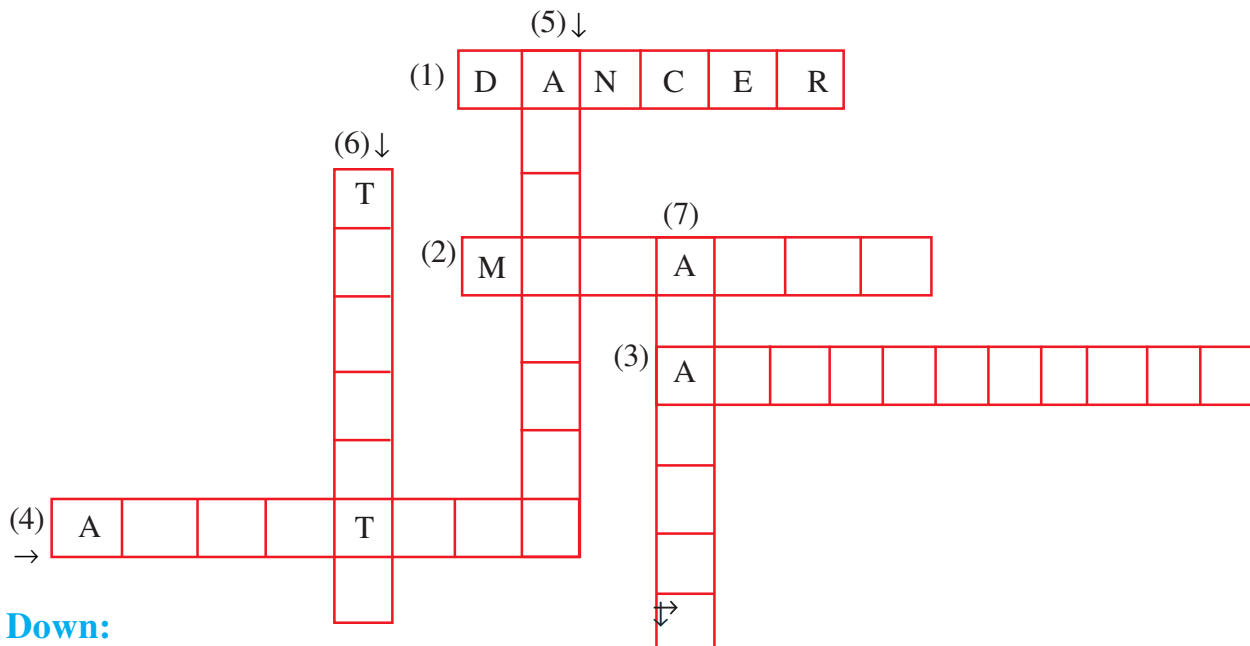 (5)↓
(1) D A N C E R
(6)↓
T
(7)
(2) M A
(3) A
(4) A T
→
Down: